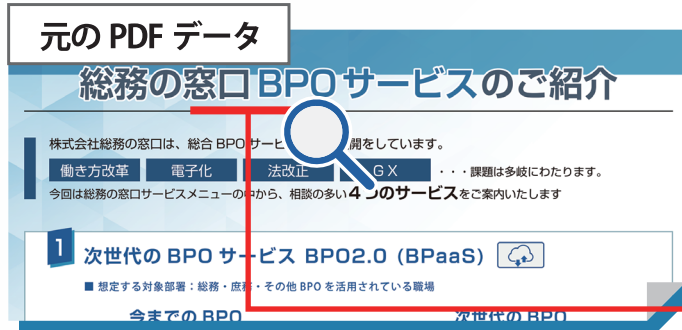 元の PDF データ
総務の窓口 BPO サービスのご紹介
株式会社総務の窓口は、総合 BPO サービ 開をしています。
働き方改革 電子化 法改正 GX ・・・課題は多岐にわたります。
今回は総務の窓口サービスメニューの中から、相談の多い4つのサービスをご案内いたします
1 次世代の BPO サービス BPO2.0 (BPaaS)
■ 想定する対象部署：総務・庶務・その他 BPO を活用されている職場
今までの BPO 次世代の BPO